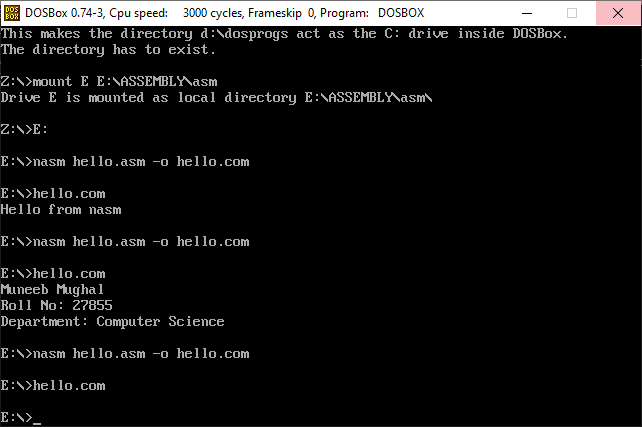 DOS
BOX
DOSBox 0.74-3, Cpu speed: 3000 cycles, Frameskip 0, Program: DOSBOX
This makes the directory d:\dosprogs act as the C: drive inside DOSBox.
The directory has to exist.
Z:\>mount E E:\ASSEMBLY\asm
Drive E is mounted as local directory E:\ASSEMBLY\asm\
Z:\>E:
E:\>nasm hello.asm -o hello.com
E:\>hello.com
Hello from nasm
E:\>nasm hello.asm -o hello.com
E:\>hello.com
Muneeb Mughal
Roll No: 27855
Department: Computer Science
E:\>nasm hello.asm -o hello.com
E:\>hello.com
E:\>_